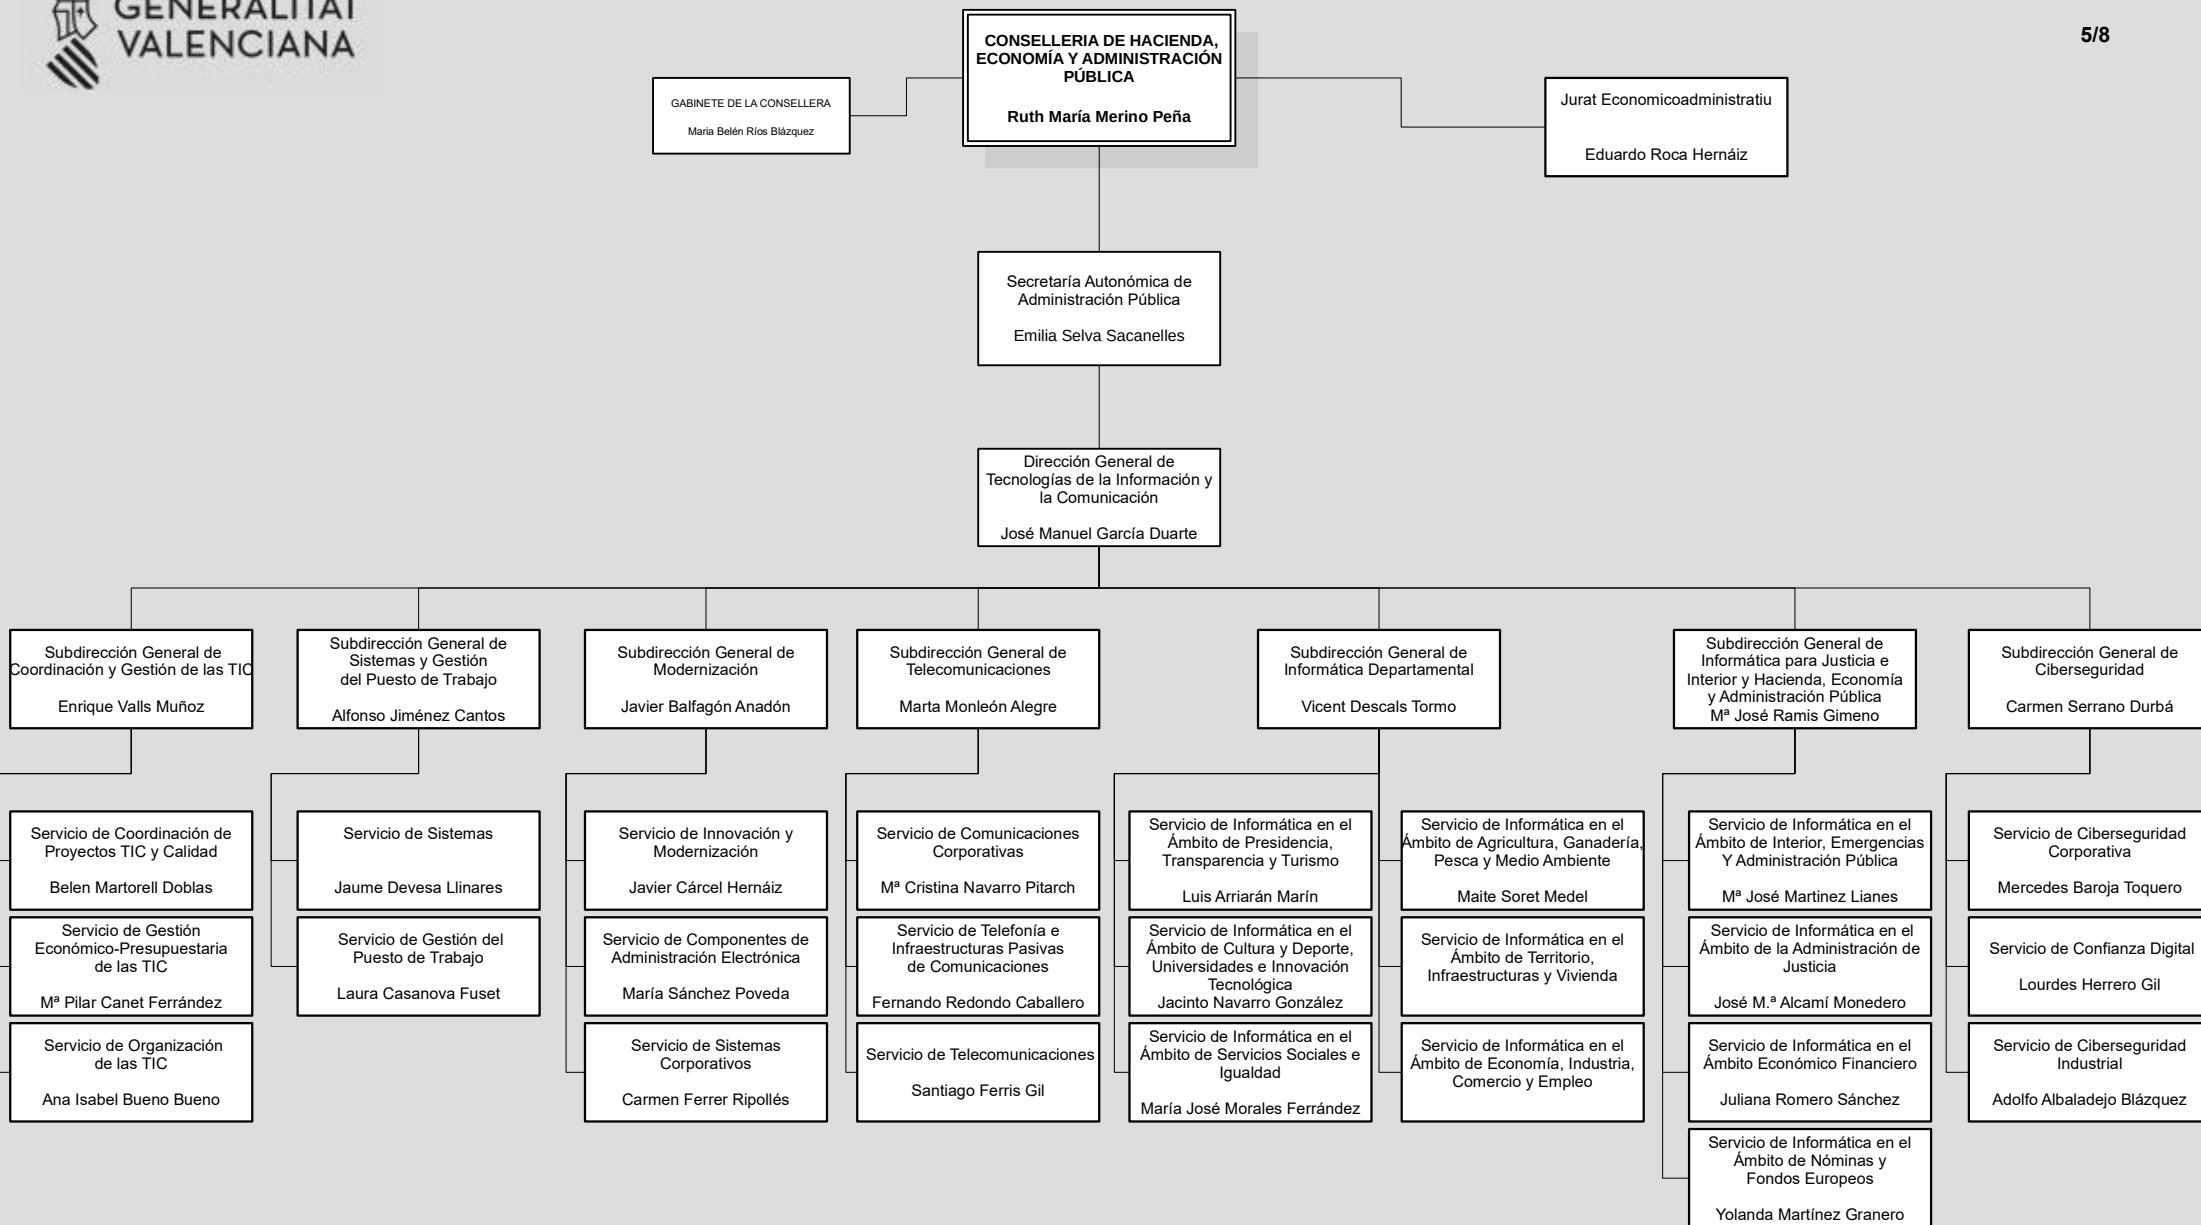 GENERALITAT
VALENCIANA
5/8
CONSELLERIA DE HACIENDA,
ECONOMÍA Y ADMINISTRACIÓN
PÚBLICA
Ruth María Merino Peña
GABINETE DE LA CONSELLERA
Maria Belén Ríos Blázquez
Jurat Economicoadministratiu
Eduardo Roca Hernáiz
Secretaría Autonómica de
Administración Pública
Emilia Selva Sacanelles
Dirección General de
Tecnologías de la Información y
la Comunicación
José Manuel García Duarte
Subdirección General de
Coordinación y Gestión de las TIC
Enrique Valls Muñoz
Subdirección General de
Sistemas y Gestión
del Puesto de Trabajo
Alfonso Jiménez Cantos
Subdirección General de
Modernización
Javier Balfagón Anadón
Subdirección General de
Telecomunicaciones
Marta Monleón Alegre
Subdirección General de
Informática Departamental
Vicent Descals Tormo
Subdirección General de
Informática para Justicia e
Interior y Hacienda, Economía
y Administración Pública
Mª José Ramis Gimeno
Subdirección General de
Ciberseguridad
Carmen Serrano Durbá
Servicio de Coordinación de
Proyectos TIC y Calidad
Belen Martorell Doblas
Servicio de Sistemas
Jaume Devesa Llinares
Servicio de Innovación y
Modernización
Javier Cárcel Hernáiz
Servicio de Comunicaciones
Corporativas
Mª Cristina Navarro Pitarch
Servicio de Informática en el
Ámbito de Presidencia,
Transparencia y Turismo
Luis Arriarán Marín
Servicio de Informática en el
Ámbito de Agricultura, Ganadería,
Pesca y Medio Ambiente
Maite Soret Medel
Servicio de Informática en el
Ámbito de Interior, Emergencias
Y Administración Pública
Mª José Martinez Lianes
Servicio de Ciberseguridad
Corporativa
Mercedes Baroja Toquero
Servicio de Gestión
Económico-Presupuestaria
de las TIC
Mª Pilar Canet Ferrández
Servicio de Gestión del
Puesto de Trabajo
Laura Casanova Fuset
Servicio de Componentes de
Administración Electrónica
María Sánchez Poveda
Servicio de Telefonía e
Infraestructuras Pasivas
de Comunicaciones
Fernando Redondo Caballero
Servicio de Informática en el
Ámbito de Cultura y Deporte,
Universidades e Innovación
Tecnológica
Jacinto Navarro González
Servicio de Informática en el
Ámbito de Territorio,
Infraestructuras y Vivienda
Servicio de Informática en el
Ámbito de la Administración de
Justicia
José M.ª Alcamí Monedero
Servicio de Confianza Digital
Lourdes Herrero Gil
Servicio de Organización
de las TIC
Ana Isabel Bueno Bueno
Servicio de Sistemas
Corporativos
Carmen Ferrer Ripollés
Servicio de Telecomunicaciones
Santiago Ferris Gil
Servicio de Informática en el
Ámbito de Servicios Sociales e
Igualdad
María José Morales Ferrández
Servicio de Informática en el
Ámbito de Economía, Industria,
Comercio y Empleo
Servicio de Informática en el
Ámbito Económico Financiero
Juliana Romero Sánchez
Servicio de Ciberseguridad
Industrial
Adolfo Albaladejo Blázquez
Servicio de Informática en el
Ámbito de Nóminas y
Fondos Europeos
Yolanda Martínez Granero